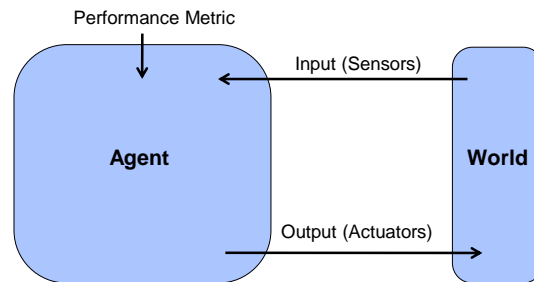 Performance Metric
Input (Sensors)
Agent
World
Output (Actuators)